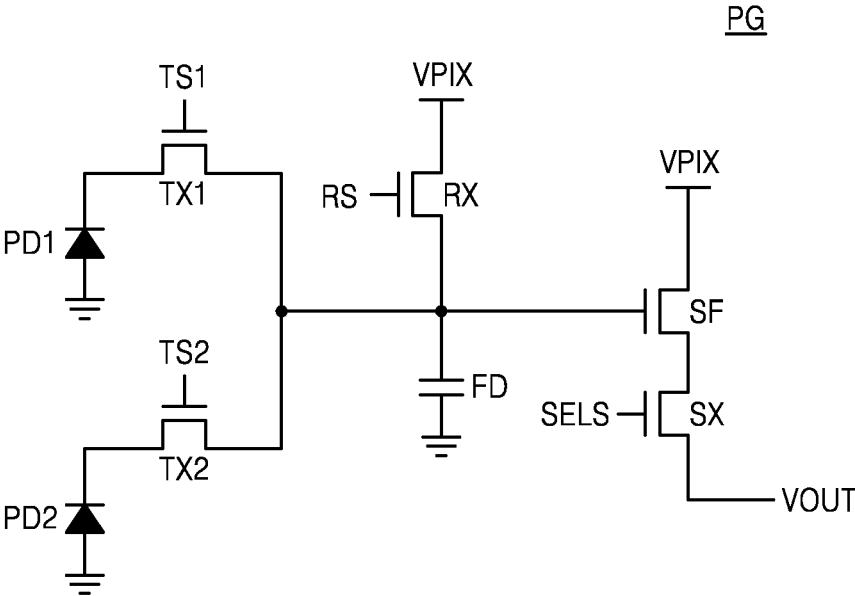 PG
TS1
VPIX
TX1
RS
RX
VPIX
PD1
SF
TS2
FD
SELS
SX
TX2
VOUT
PD2